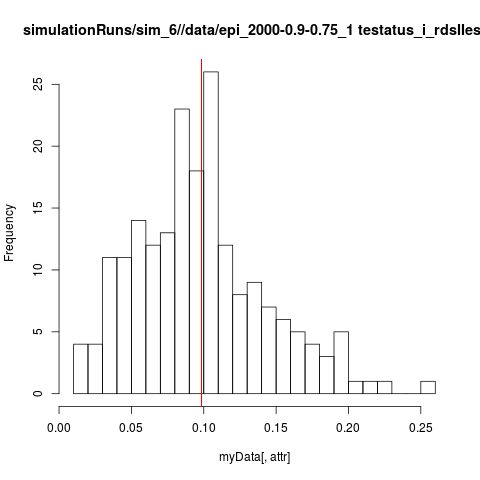 simulationRuns/sim_6//data/epi_2000-0.9-0.75_1 testatus_i_rdslles
Frequency
25
20
15
10
5
0
0.00 0.05 0.10 0.15 0.20 0.25
myData[, attr]